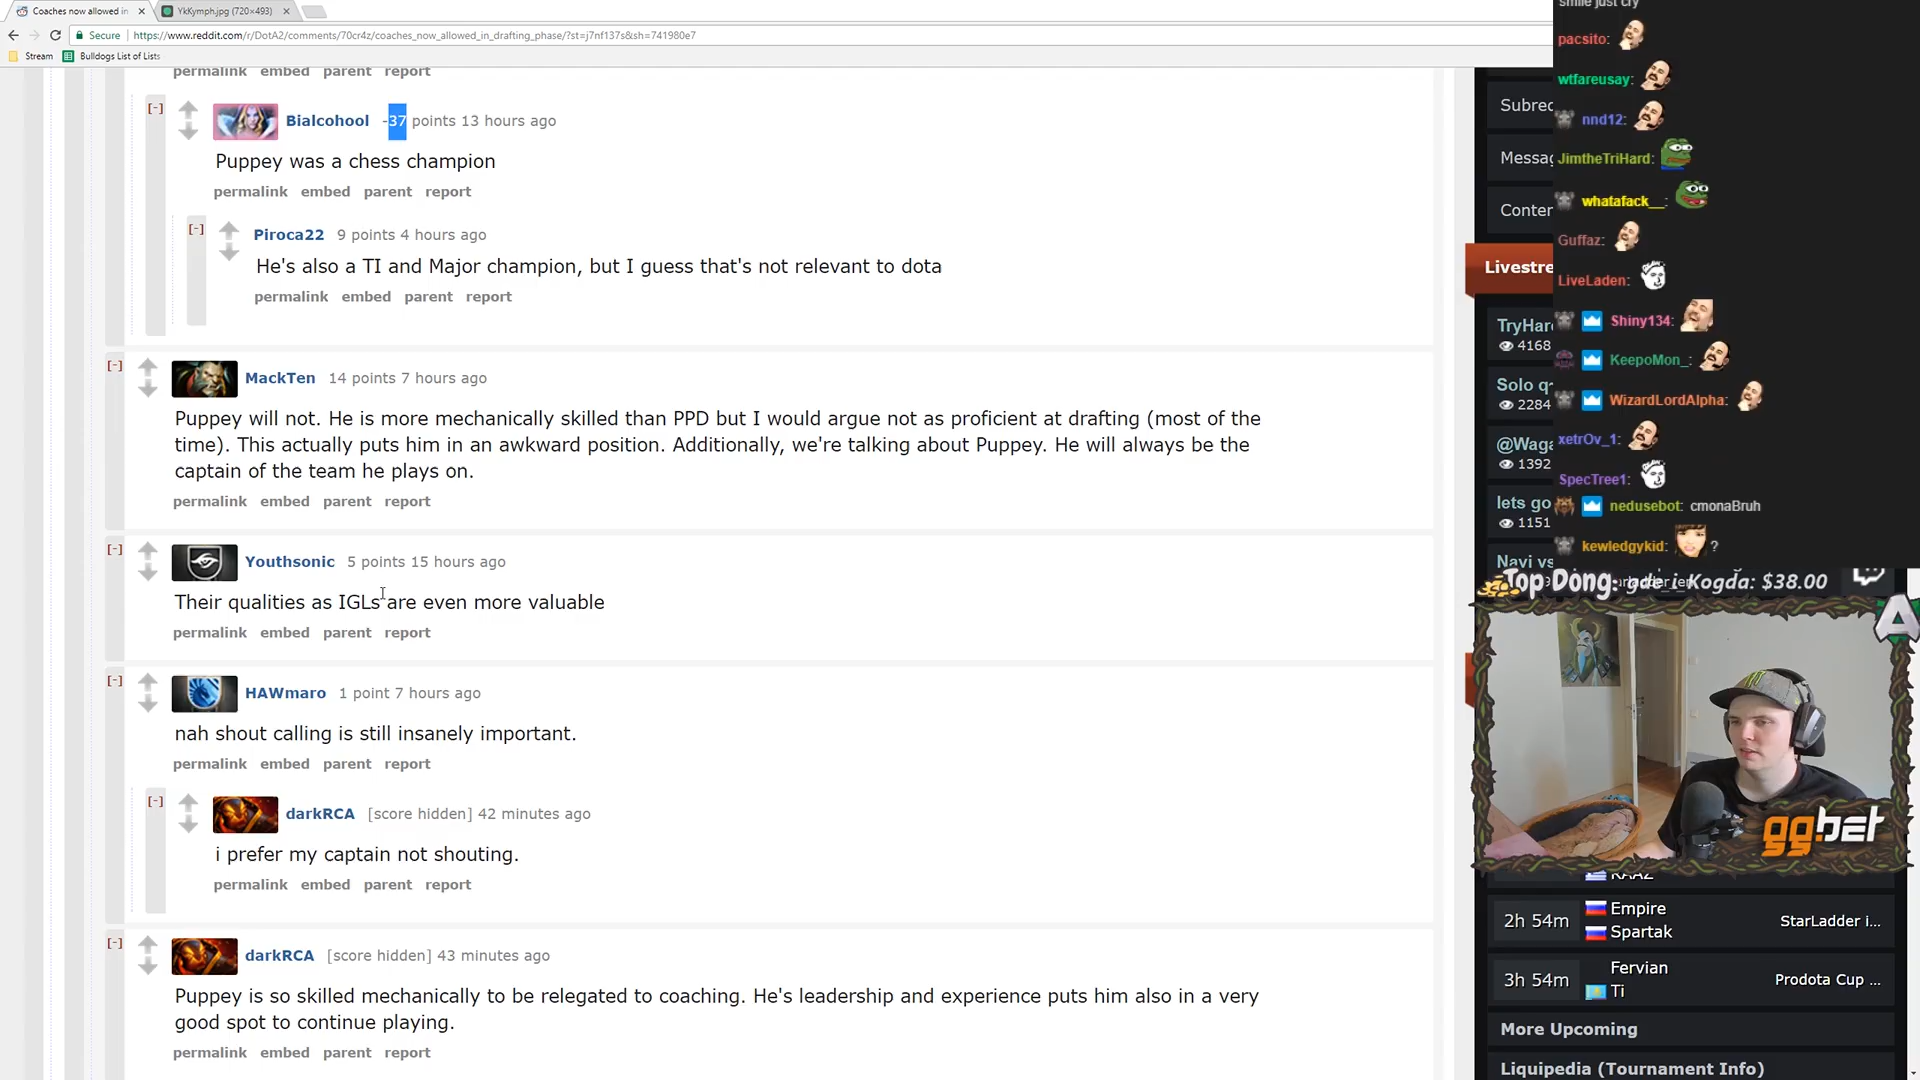 Coaches now allowed in
YkKymph.jpg (720×493)
Secure
https://www.reddit.com/r/DotA2/comments/70cr4z/coaches_now_allowed_in_drafting_phase/?st=j7nf137s&sh=741980e7
Stream
Bulldogs List of Lists
permalink embed parent report
[-]
Bialcohool -37 points 13 hours ago
Puppey was a chess champion
permalink embed parent report
[-]
Piroca22 9 points 4 hours ago
He's also a TI and Major champion, but I guess that's not relevant to dota
permalink embed parent report
[-]
MackTen 14 points 7 hours ago
Puppey will not. He is more mechanically skilled than PPD but I would argue not as proficient at drafting (most of the
time). This actually puts him in an awkward position. Additionally, we're talking about Puppey. He will always be the
captain of the team he plays on.
permalink embed parent report
[-]
Youthsonic 5 points 15 hours ago
Their qualities as IGLs are even more valuable
permalink embed parent report
[-]
HAWmaro 1 point 7 hours ago
nah shout calling is still insanely important.
permalink embed parent report
[-]
darkRCA [score hidden] 42 minutes ago
i prefer my captain not shouting.
permalink embed parent report
[-]
darkRCA [score hidden] 43 minutes ago
Puppey is so skilled mechanically to be relegated to coaching. He's leadership and experience puts him also in a very
good spot to continue playing.
permalink embed parent report
Subred
Messag
Conten
Livestre
TryHar
4168
Solo q
2284
@Waga
1392
lets go
1151
Navi vs
smile just cry
pacsito:
wtfareusay:
nnd12:
JimtheTriHard:
whatafack__:
Guffaz:
LiveLaden:
Shiny134:
KeepoMon_:
WizardLordAlpha:
xetrOv_1:
SpecTree1:
nedusebot: cmonaBruh
kewledgykid: ?
Top Dong: gde_i_Kogda: $38.00
gg.bet
2h 54m
Empire
Spartak
StarLadder i...
3h 54m
Fervian
Ti
Prodota Cup ...
More Upcoming
Liquipedia (Tournament Info)